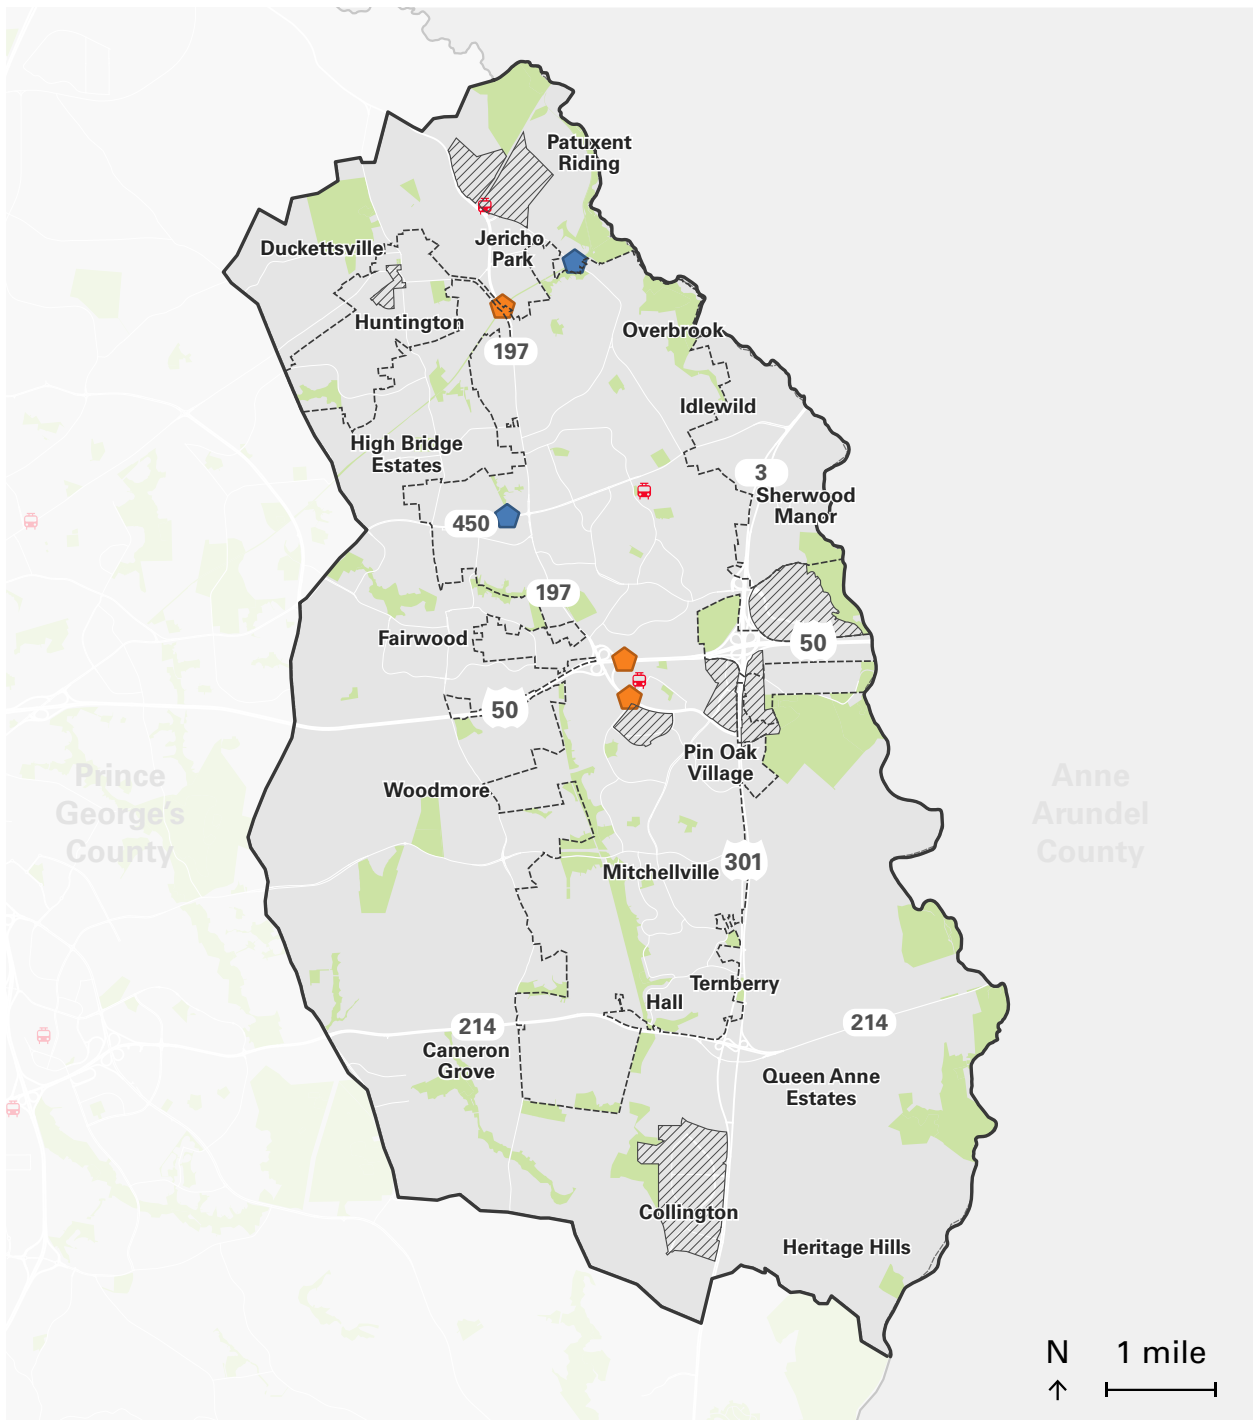 Patuxent
Riding
Duckettsville
Jericho
Park
Huntington
Overbrook
197
Idlewild
High Bridge
Estates
3
Sherwood
Manor
450
197
Fairwood
50
50
Pin Oak
Village
Prince
George's
County
Woodmore
Anne
Arundel
County
Mitchellville
301
Ternberry
Hall
214
214
Cameron
Grove
Queen Anne
Estates
Collington
Heritage Hills
N
1 mile